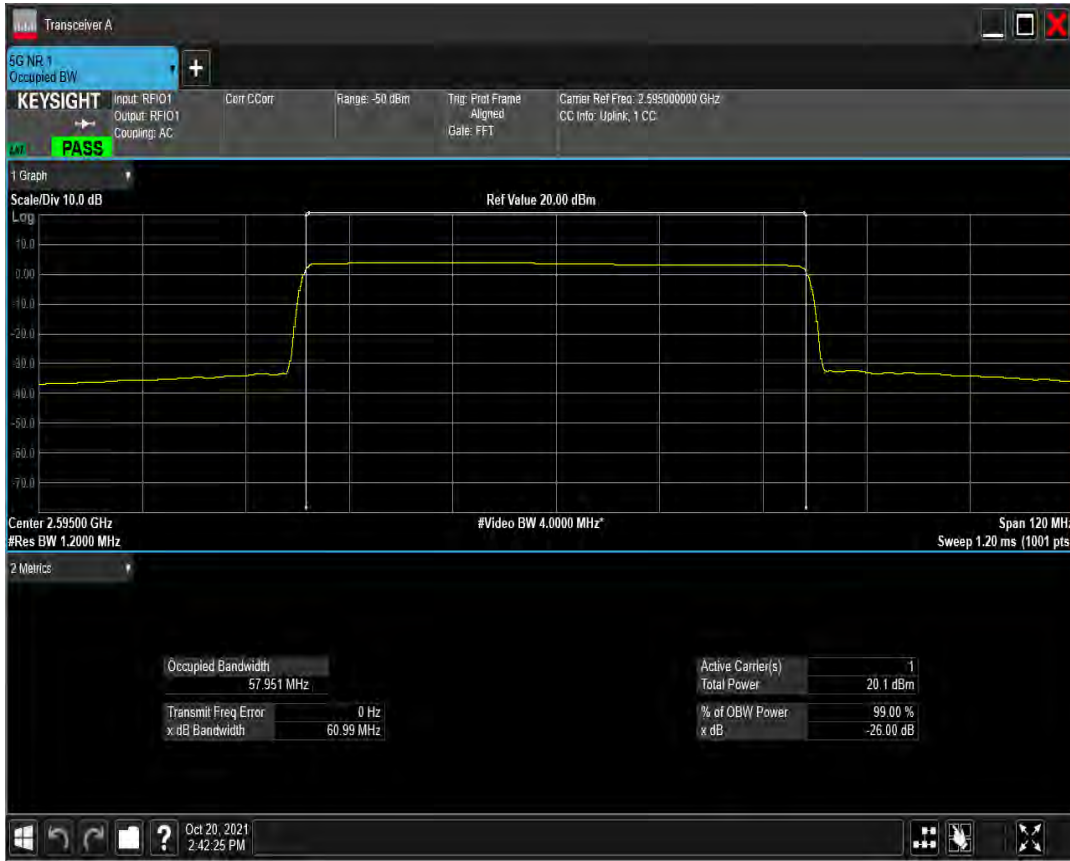 Transceiver A
5G NR 1
Occupied BW
+
KEYSIGHT
Input: RFIO1
Output: RFIO1
Coupling: AC
Corr CCorr
Range: -50 dBm
Trig: Prot Frame
Aligned
Gate: FFT
Carrier Ref Freq: 2.595000000 GHz
CC Info: Uplink, 1 CC
PASS
1 Graph
Scale/Div 10.0 dB
Ref Value 20.00 dBm
Log
10.0
0.00
-10.0
-20.0
-30.0
-40.0
-50.0
-60.0
-70.0
Center 2.59500 GHz
#Video BW 4.0000 MHz*
Span 120 MHz
#Res BW 1.2000 MHz
Sweep 1.20 ms (1001 pts
2 Metrics
Occupied Bandwidth
57.951 MHz
Transmit Freq Error 0 Hz
x dB Bandwidth 60.99 MHz
Active Carrier(s) 1
Total Power 20.1 dBm
% of OBW Power 99.00 %
x dB -26.00 dB
?
Oct 20, 2021
2:42:25 PM